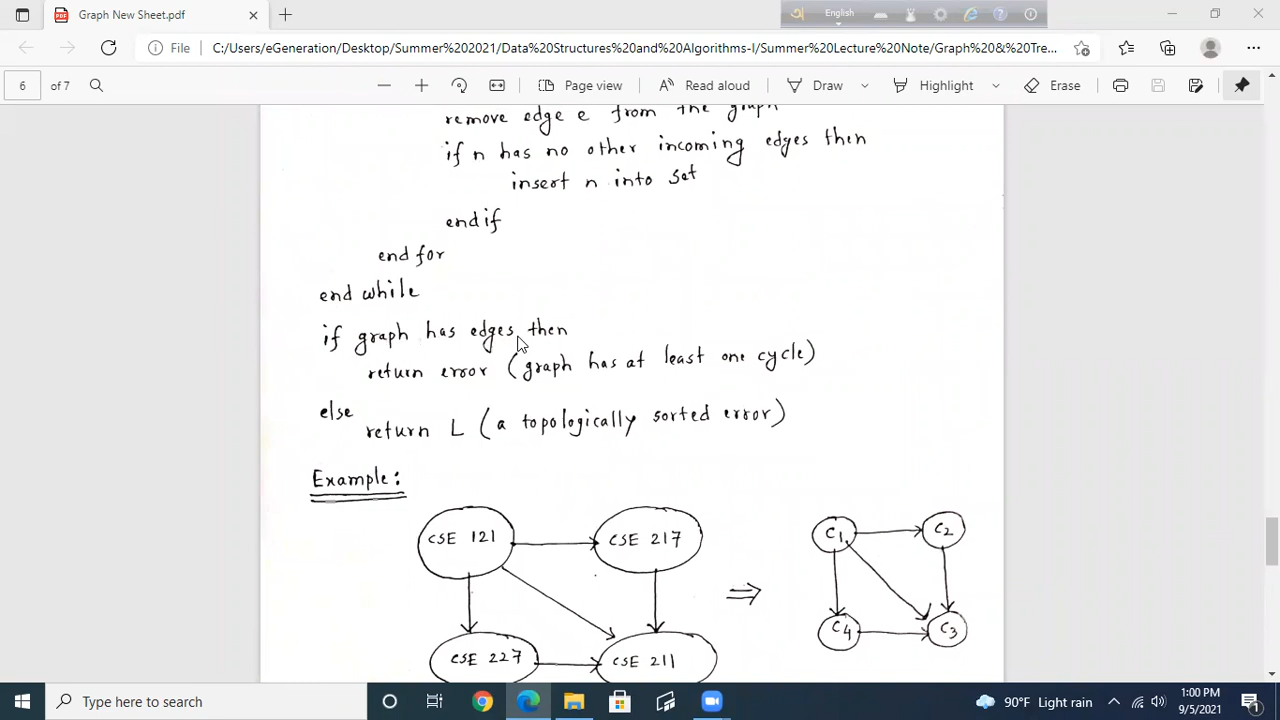 Graph New Sheet.pdf
English
File
C:/Users/eGeneration/Desktop/Summer%202021/Data%20Structures%20and%20Algorithms-I/Summer%20Lecture%20Note/Graph%20&%20Tre...
6 of 7
Page view
Read aloud
Draw
Highlight
Erase
remove edge e from the graph
if n has no other incoming edges then
insert n into set
endif
end for
end while
if graph has edges then
return error (graph has at least one cycle)
else
return L (a topologically sorted error)
Example:
CSE 121 CSE 217
C1 C2
⇒
CSE 227 CSE 211
C4 C3
Type here to search
90°F Light rain
1:00 PM
9/5/2021